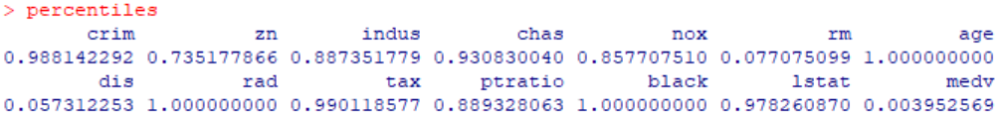 > percentiles
crim zn indus chas nox rm age
0.988142292 0.735177866 0.887351779 0.930830040 0.857707510 0.077075099 1.000000000
dis rad tax ptratio black lstat medv
0.057312253 1.000000000 0.990118577 0.889328063 1.000000000 0.978260870 0.003952569